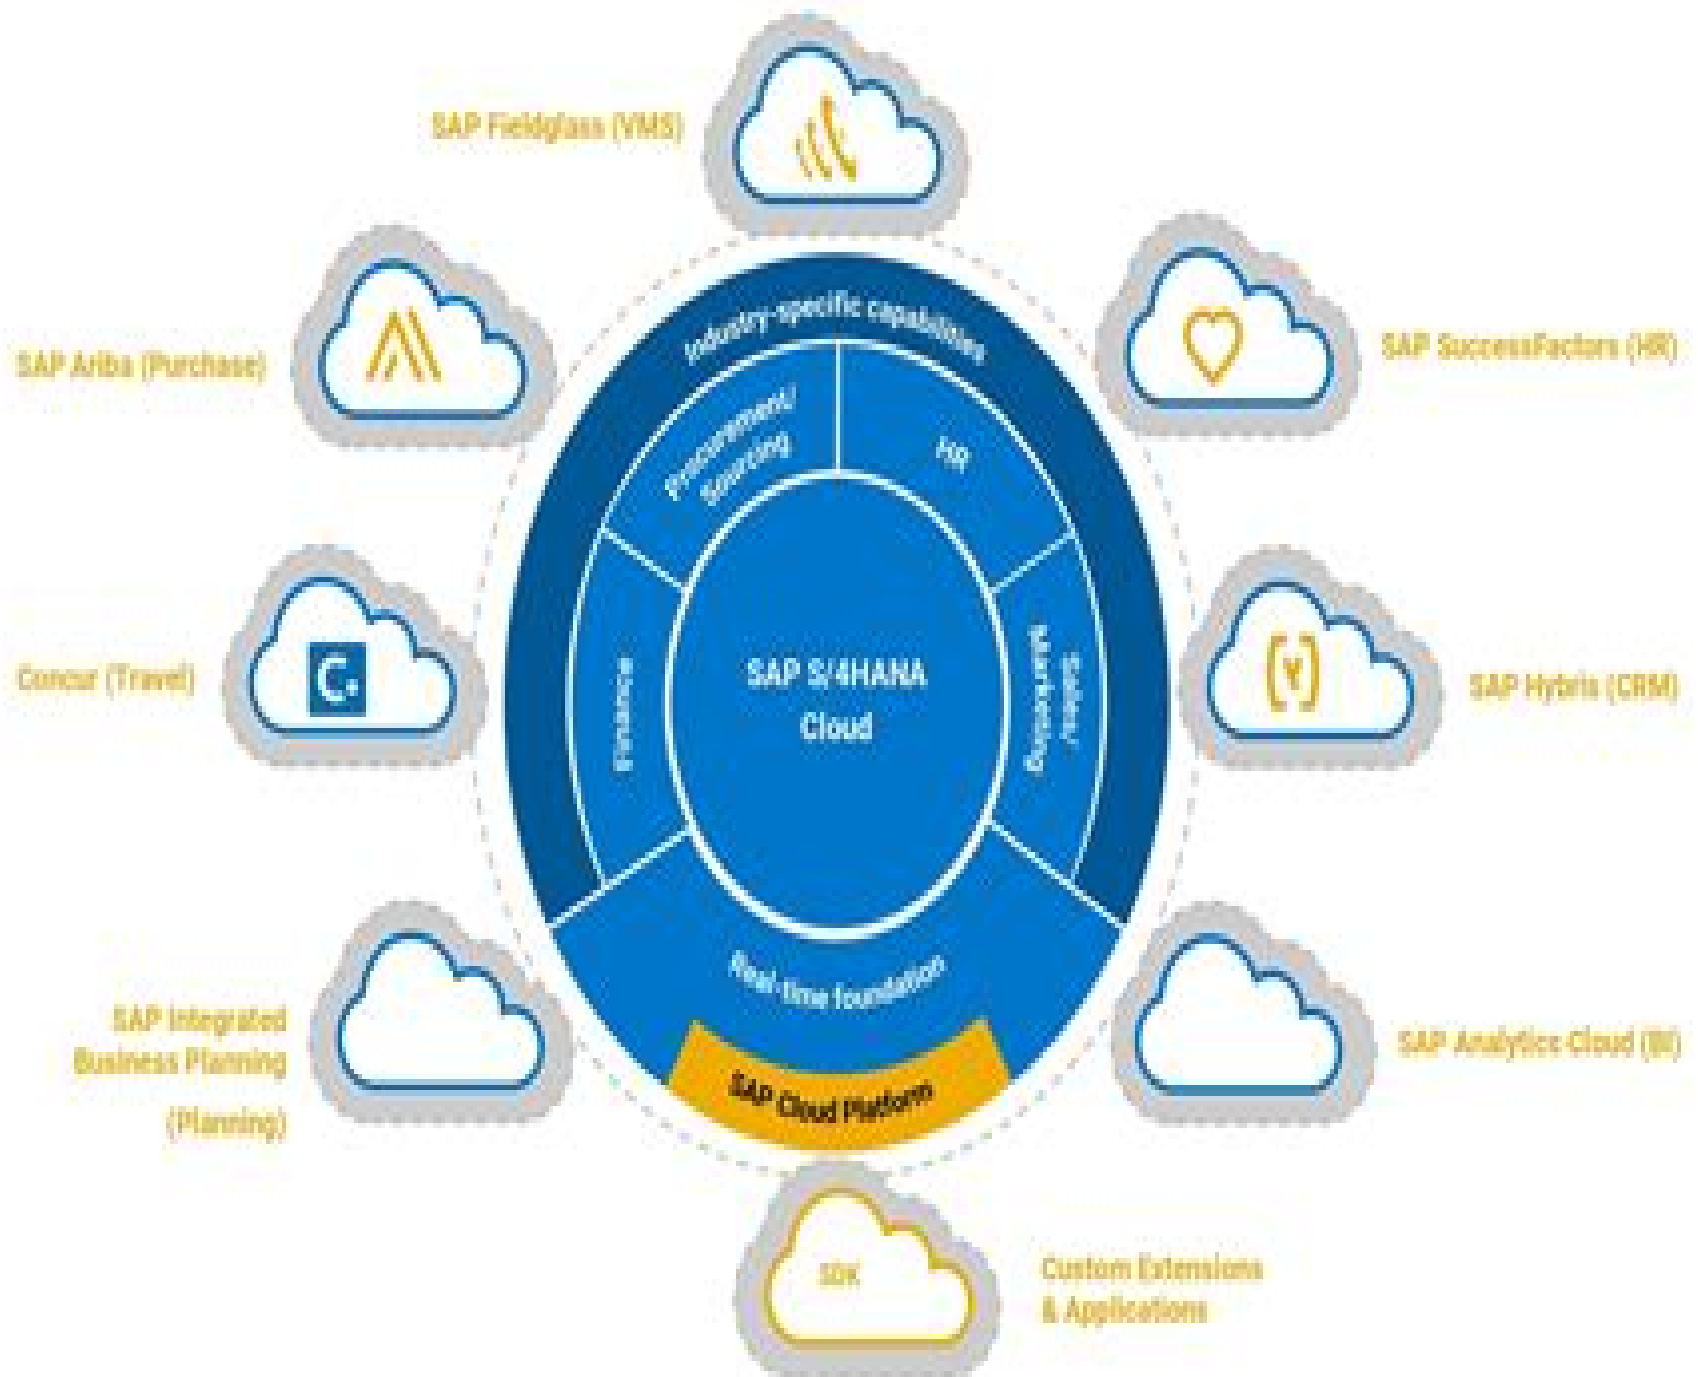 SAP Fieldglass (VMS)
SAP Ariba (Purchase)
SAP SuccessFactors (HR)
Industry-specific capabilities
Procurement/
Sourcing
HR
Concur (Travel)
C.
Finance
SAP S/4HANA
Cloud
Sales/
Marketing
(Y)
SAP Hybris (CRM)
SAP Integrated
Business Planning
(Planning)
Real-time foundation
SAP Cloud Platform
SAP Analytics Cloud (BI)
SDK
Custom Extensions
& Applications